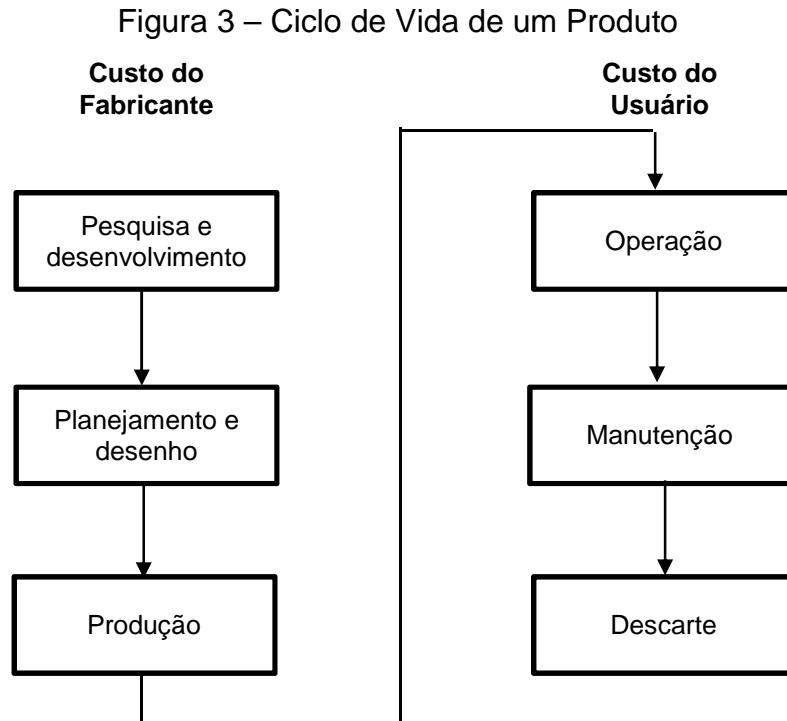 Figura 3 – Ciclo de Vida de um Produto
Custo do
Fabricante
Pesquisa e
desenvolvimento
Planejamento e
desenho
Produção
Custo do
Usuário
Operação
Manutenção
Descarte